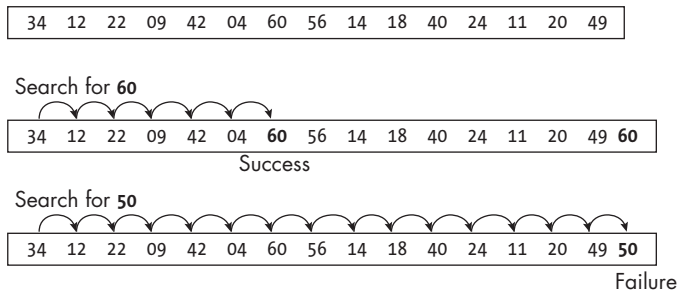 34 12 22 09 42 04 60 56 14 18 40 24 11 20 49
Search for 60
34 12 22 09 42 04 60 56 14 18 40 24 11 20 49 60
Success
Search for 50
34 12 22 09 42 04 60 56 14 18 40 24 11 20 49 50
Failure